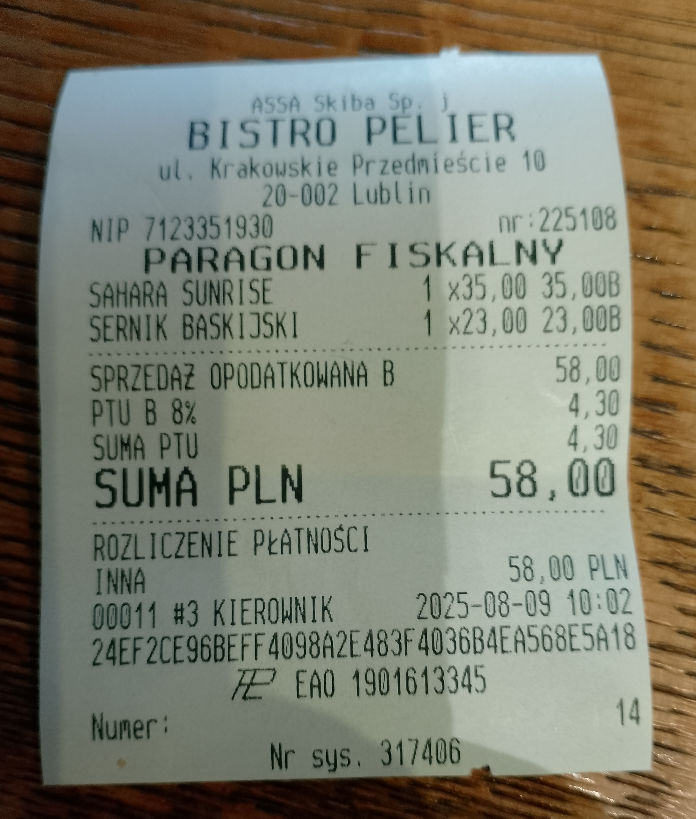 ASSA Skiba Sp. j
BISTRO PELIER
ul. Krakowskie Przedmieście 10
20-002 Lublin
NIP 7123351930 nr:225108
PARAGON FISKALNY
SAHARA SUNRISE 1 x35,00 35,00B
SERNIK BASKIJSKI 1 x23,00 23,00B
SPRZEDAŻ OPODATKOWANA B 58,00
PTU B 8% 4,30
SUMA PTU 4,30
SUMA PLN 58,00
ROZLICZENIE PŁATNOŚCI
INNA 58,00 PLN
00011 #3 KIEROWNIK 2025-08-09 10:02
24EF2CE96BEFF4098A2E483F4036B4EA568E5A18
EAO 1901613345
Numer: 14
Nr sys. 317406